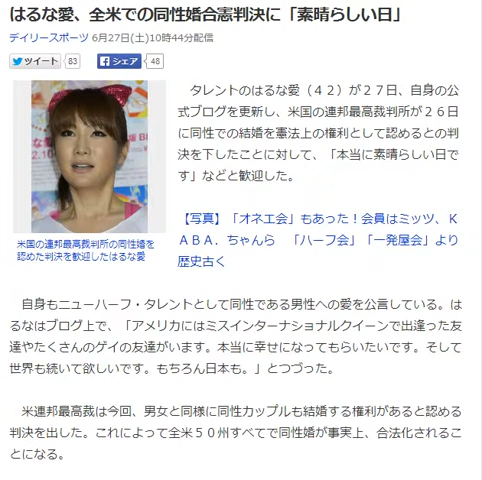 はるな愛、全米での同性婚合憲判決に「素晴らしい日」
デイリースポーツ 6月27日(土)10時44分配信
ツイート 83 シェア 48
タレントのはるな愛（４２）が２７日、自身の公
式ブログを更新し、米国の連邦最高裁判所が２６日
に同性での結婚を憲法上の権利として認めるとの判
決を下したことに対して、「本当に素晴らしい日で
す」などと歓迎した。
【写真】「オネエ会」もあった！会員はミッツ、Ｋ
ＡＢＡ．ちゃんら　「ハーフ会」「一発屋会」より
歴史古く
米国の連邦最高裁判所の同性婚を
認めた判決を歓迎したはるな愛
自身もニューハーフ・タレントとして同性である男性への愛を公言している。は
るなはブログ上で、「アメリカにはミスインターナショナルクイーンで出逢った友
達やたくさんのゲイの友達がいます。本当に幸せになってもらいたいです。そして
世界も続いて欲しいです。もちろん日本も。」とつづった。
米連邦最高裁は今回、男女と同様に同性カップルも結婚する権利があると認める
判決を出した。これによって全米５０州すべてで同性婚が事実上、合法化されるこ
とになる。